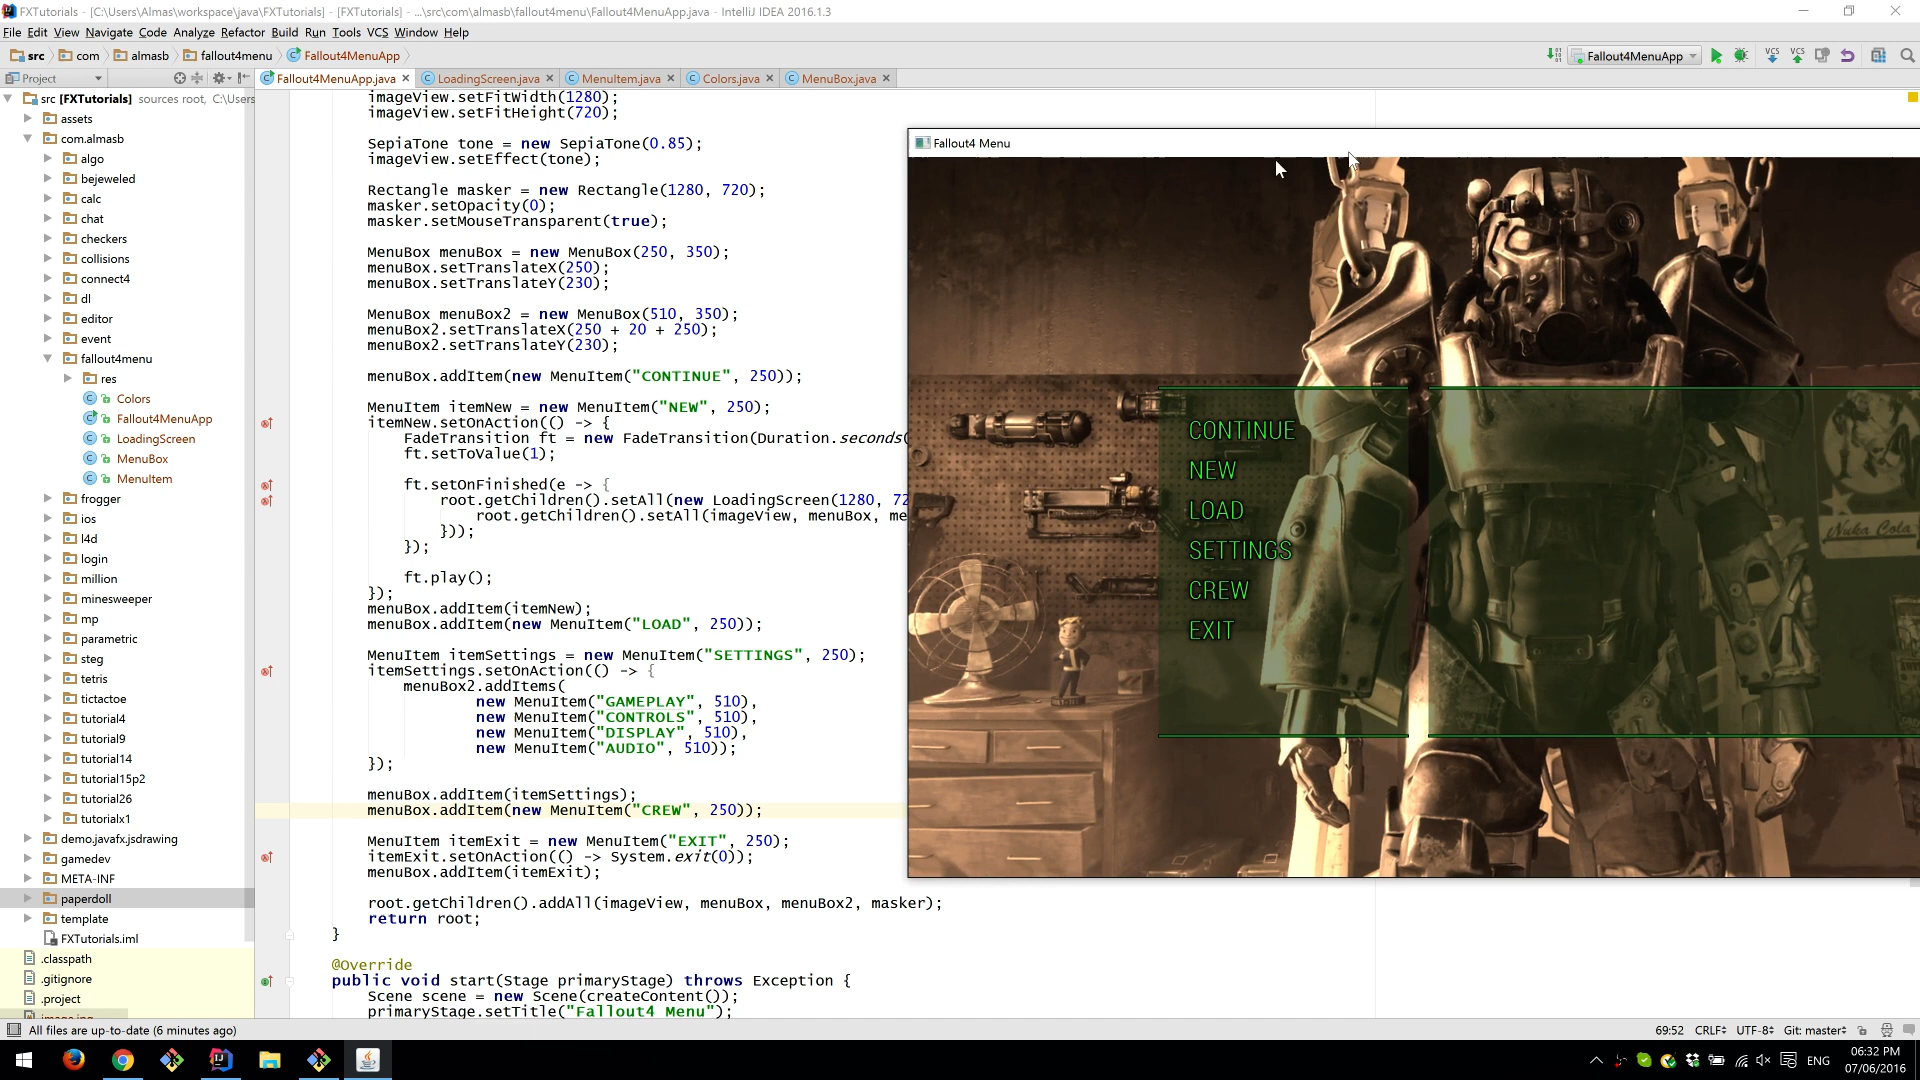 FXTutorials - [C:\Users\Almas\workspace\java\FXTutorials] - [FXTutorials] - ...\src\com\almasb\fallout4menu\Fallout4MenuApp.java - IntelliJ IDEA 2016.1.3
File Edit View Navigate Code Analyze Refactor Build Run Tools VCS Window Help
src com almasb fallout4menu Fallout4MenuApp
Fallout4MenuApp
VCS VCS
Project
Fallout4MenuApp.java LoadingScreen.java MenuItem.java Colors.java MenuBox.java
src [FXTutorials] sources root, C:\Users
assets
com.almasb
algo
bejeweled
calc
chat
checkers
collisions
connect4
dl
editor
event
fallout4menu
res
Colors
Fallout4MenuApp
LoadingScreen
MenuBox
MenuItem
frogger
ios
l4d
login
million
minesweeper
mp
parametric
steg
tetris
tictactoe
tutorial4
tutorial9
tutorial14
tutorial15p2
tutorial26
tutorialx1
demo.javafx.jsdrawing
gamedev
META-INF
paperdoll
template
FXTutorials.iml
.classpath
.gitignore
.project
imageView.setFitWidth(1280);
imageView.setFitHeight(720);
SepiaTone tone = new SepiaTone(0.85);
imageView.setEffect(tone);
Rectangle masker = new Rectangle(1280, 720);
masker.setOpacity(0);
masker.setMouseTransparent(true);
MenuBox menuBox = new MenuBox(250, 350);
menuBox.setTranslateX(250);
menuBox.setTranslateY(230);
MenuBox menuBox2 = new MenuBox(510, 350);
menuBox2.setTranslateX(250 + 20 + 250);
menuBox2.setTranslateY(230);
menuBox.addItem(new MenuItem("CONTINUE", 250));
MenuItem itemNew = new MenuItem("NEW", 250);
itemNew.setOnAction(() -> {
FadeTransition ft = new FadeTransition(Duration.seconds(
ft.setToValue(1);
ft.setOnFinished(e -> {
root.getChildren().setAll(new LoadingScreen(1280, 72
root.getChildren().setAll(imageView, menuBox, me
}));
});
ft.play();
});
menuBox.addItem(itemNew);
menuBox.addItem(new MenuItem("LOAD", 250));
MenuItem itemSettings = new MenuItem("SETTINGS", 250);
itemSettings.setOnAction(() -> {
menuBox2.addItems(
new MenuItem("GAMEPLAY", 510),
new MenuItem("CONTROLS", 510),
new MenuItem("DISPLAY", 510),
new MenuItem("AUDIO", 510));
});
menuBox.addItem(itemSettings);
menuBox.addItem(new MenuItem("CREW", 250));
MenuItem itemExit = new MenuItem("EXIT", 250);
itemExit.setOnAction(() -> System.exit(0));
menuBox.addItem(itemExit);
root.getChildren().addAll(imageView, menuBox, menuBox2, masker);
return root;
}
@Override
public void start(Stage primaryStage) throws Exception {
Scene scene = new Scene(createContent());
primaryStage.setTitle("Fallout4 Menu");
Fallout4 Menu
CONTINUE
NEW
LOAD
SETTINGS
CREW
EXIT
Nuka Cola
All files are up-to-date (6 minutes ago)
69:52 CRLF UTF-8 Git: master
ENG
06:32 PM
07/06/2016